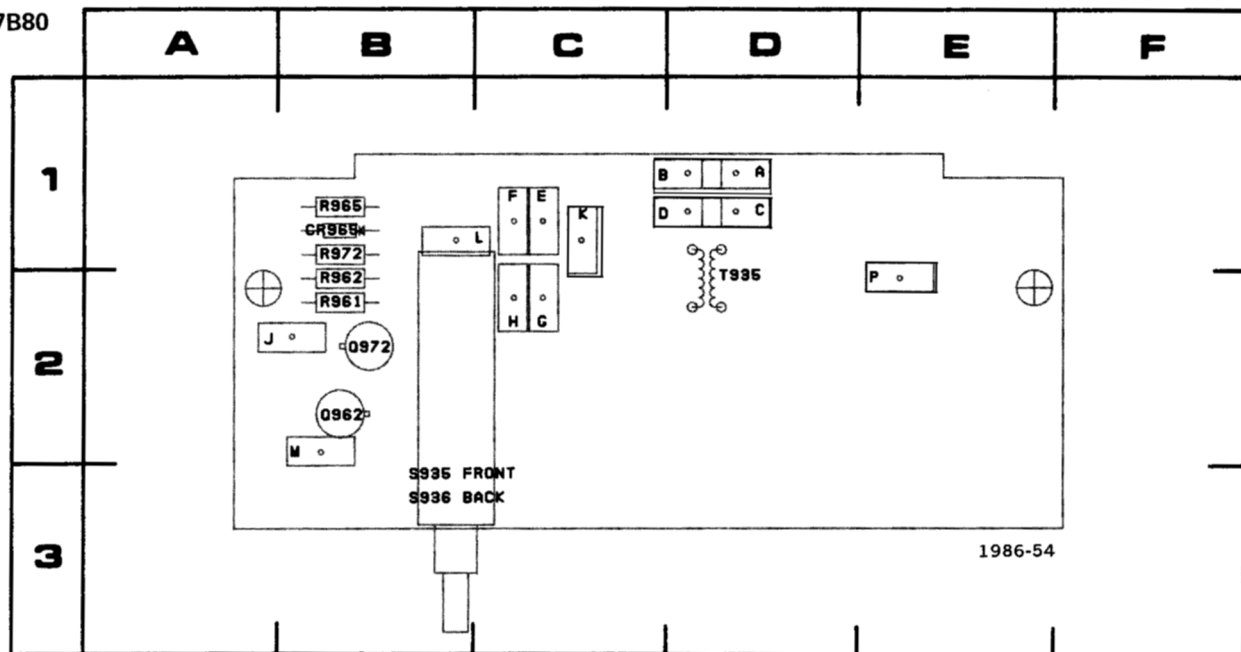 7B80
A B C D E F
1
B A
F E
K
R965
D C
CR965
L
R972
T935
R962
P
R961
H G
J
Q972
2
Q962
M
S935 FRONT
S936 BACK
1986-54
3